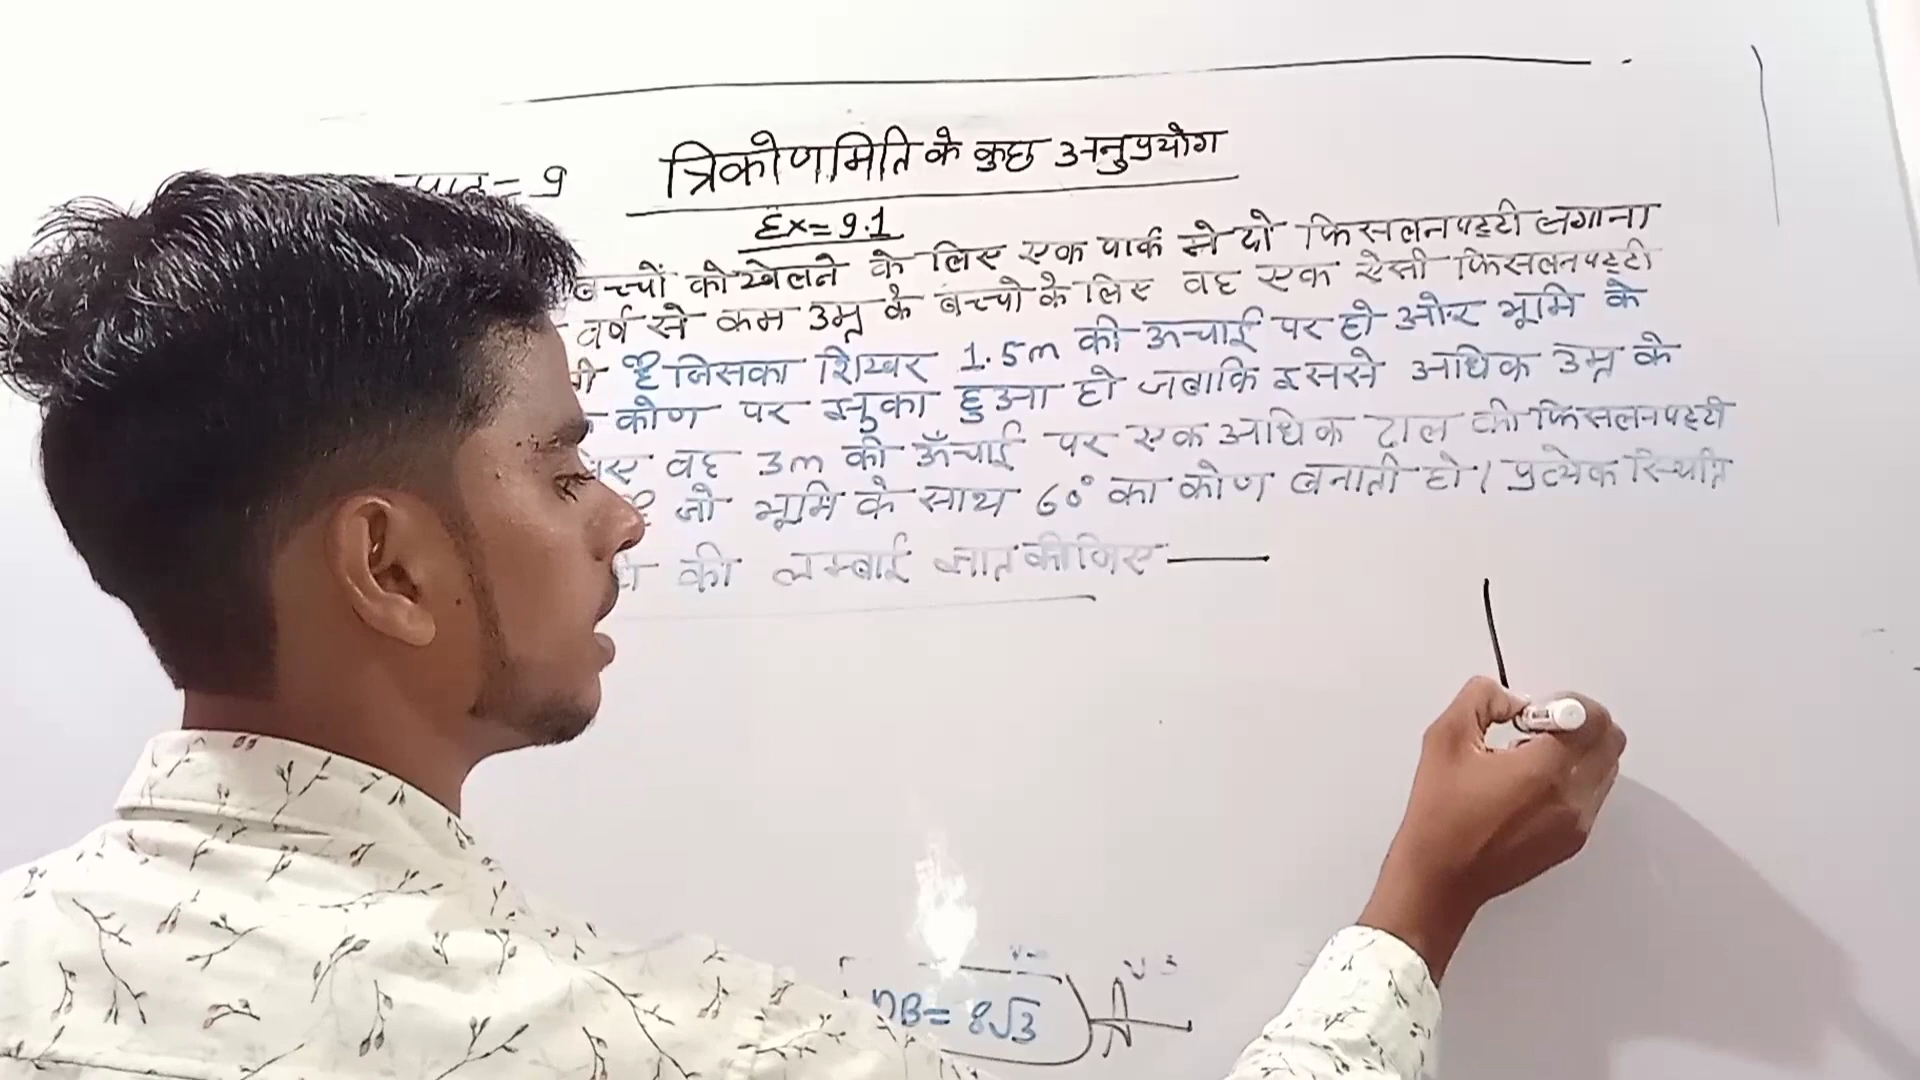 पाठ = 9 त्रिकोणमिति के कुछ अनुप्रयोग
Ex = 9.1
बच्चों को खेलने के लिए एक पार्क में दो फिसलनपट्टी लगाना
वर्ष से कम उम्र के बच्चो के लिए वह एक ऐसी फिसलनपट्टी
है जिसका शिखर 1.5m की ऊचाई पर हो और भूमि के
कोण पर झुका हुआ हो जबकि इससे अधिक उम्र के
वह 3m की ऊँचाई पर एक अधिक ढाल की फिसलनपट्टी
जो भूमि के साथ 60° का कोण बनाती हो। प्रत्येक स्थिति
की लम्बाई ज्ञात कीजिए —
DB = 8√3